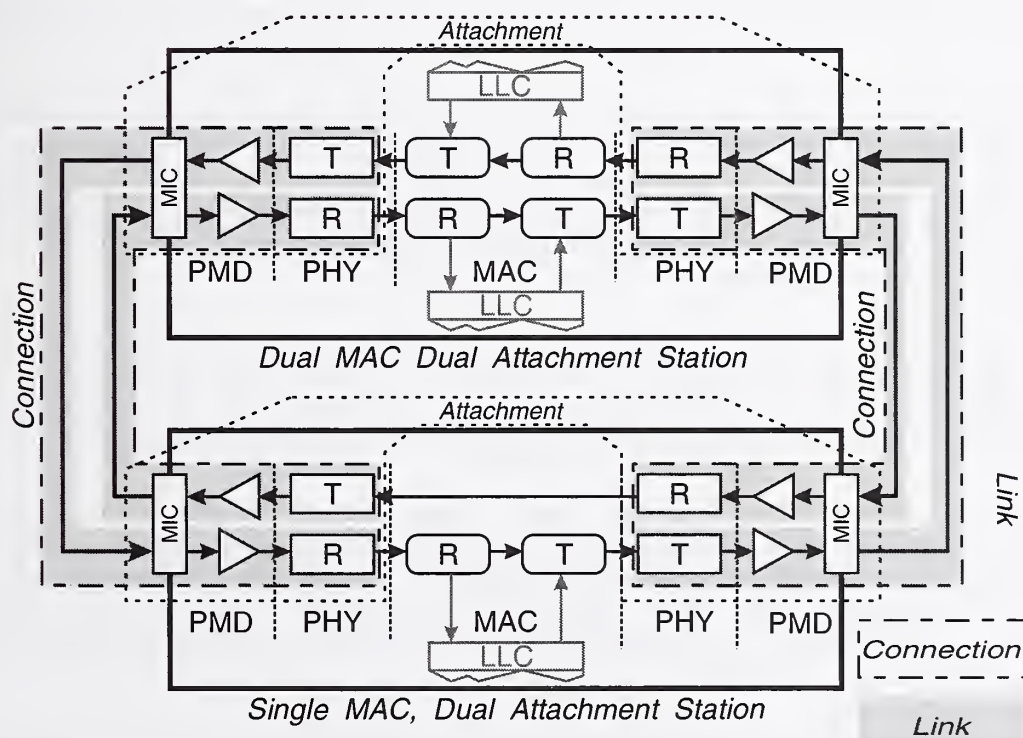 Attachment
LLC
T T R R
MIC MIC
R R T T
PMD PHY MAC PHY PMD
LLC
Connection
Connection
Dual MAC Dual Attachment Station
Attachment
T R
MIC MIC
Link
R R T T
PMD PHY MAC PHY PMD
LLC
Connection
Single MAC, Dual Attachment Station
Link